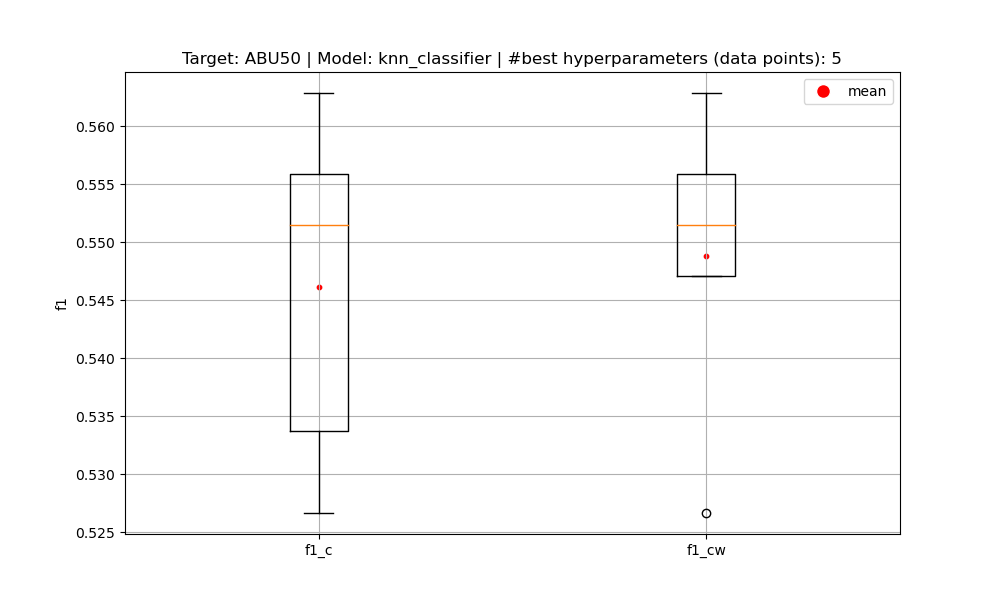 Target: ABU50 | Model: knn_classifier | #best hyperparameters (data points): 5
mean
0.560
0.555
0.550
0.545
0.540
0.535
0.530
0.525
f1
f1_c
f1_cw